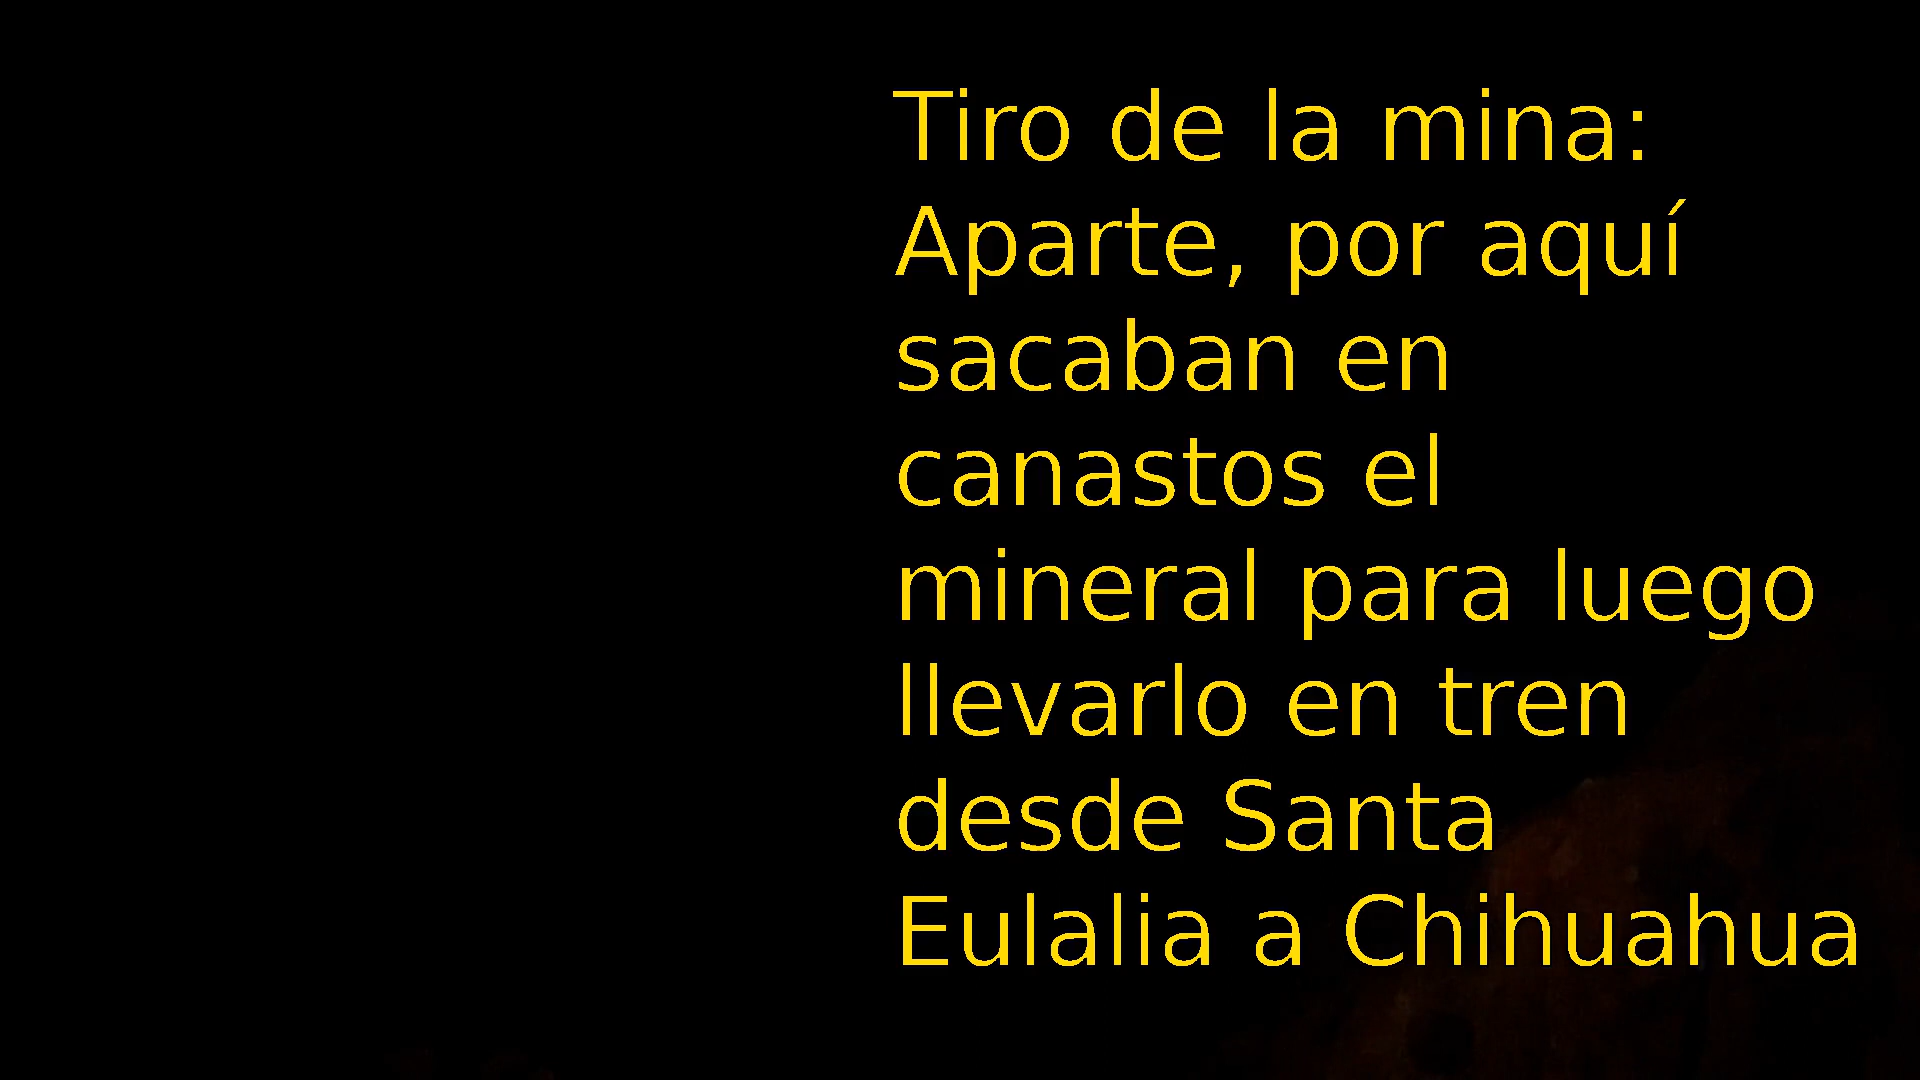 Tiro de la mina:
Aparte, por aquí
sacaban en
canastos el
mineral para luego
llevarlo en tren
desde Santa
Eulalia a Chihuahua